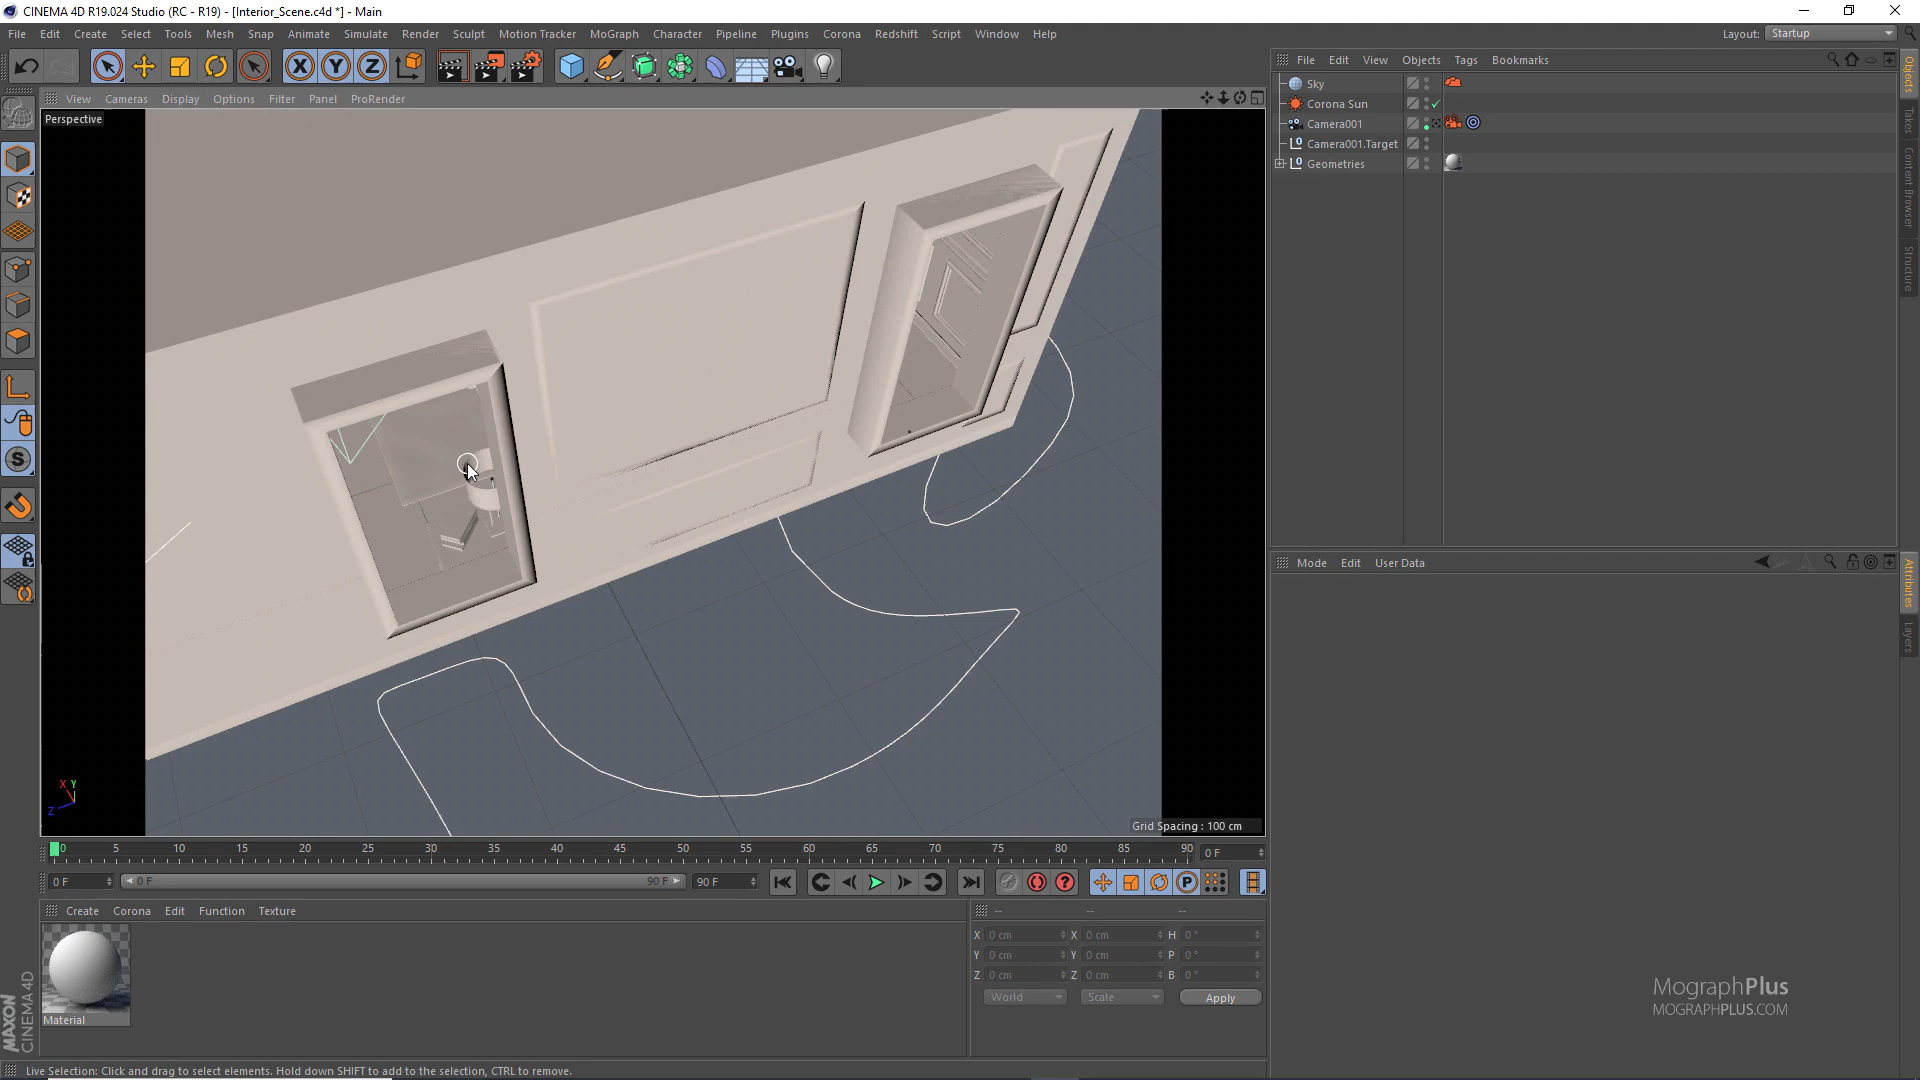 CINEMA 4D R19.024 Studio (RC - R19) - [Interior_Scene.c4d *] - Main
File Edit Create Select Tools Mesh Snap Animate Simulate Render Sculpt Motion Tracker MoGraph Character Pipeline Plugins Corona Redshift Script Window Help
Layout: Startup
View Cameras Display Options Filter Panel ProRender
Perspective
File Edit View Objects Tags Bookmarks
Sky
Corona Sun
Camera001
Camera001.Target
Geometries
Objects
Takes
Content Browser
Structure
Mode Edit User Data
Attributes
Layers
X Y
Z
Grid Spacing : 100 cm
0 5 10 15 20 25 30 35 40 45 50 55 60 65 70 75 80 85 90
0 F
0 F
0 F
90 F
90 F
Create Corona Edit Function Texture
-- -- --
X 0 cm X 0 cm H 0 °
Y 0 cm Y 0 cm P 0 °
Z 0 cm Z 0 cm B 0 °
World Scale Apply
Material
MAXON
CINEMA 4D
MographPlus
MOGRAPHPLUS.COM
Live Selection: Click and drag to select elements. Hold down SHIFT to add to the selection, CTRL to remove.